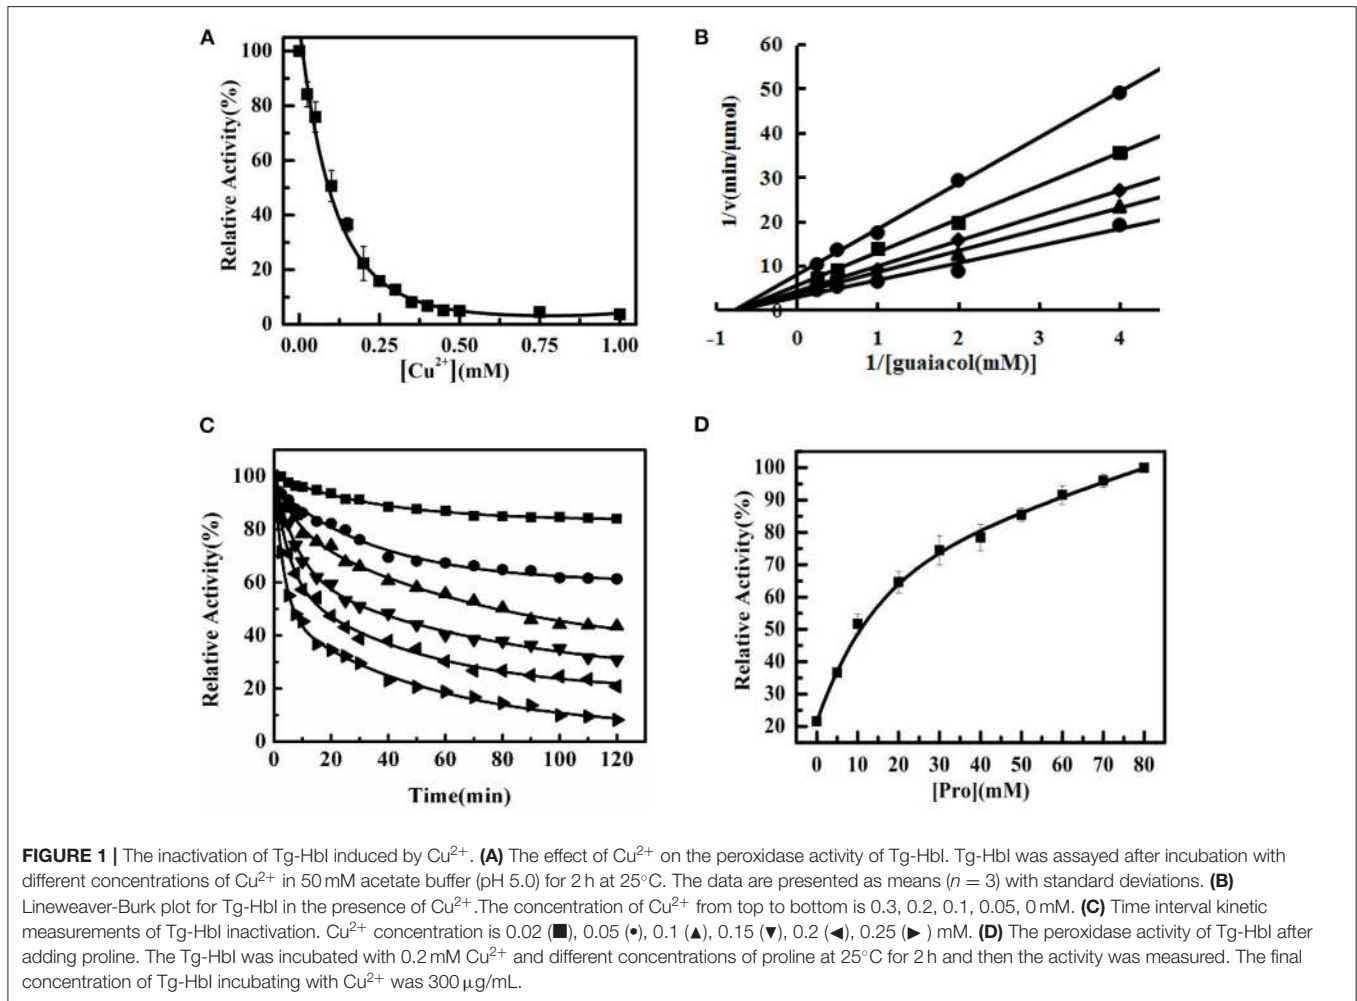 A
100
80
60
40
20
0
Relative Activity(%)
0.00 0.25 0.50 0.75 1.00
[Cu²⁺](mM)
B
60
50
40
30
20
10
0
1/v(min/μmol)
-1 0 1 2 3 4
1/[guaiacol(mM)]
C
100
80
60
40
20
0
Relative Activity(%)
0 20 40 60 80 100 120
Time(min)
D
100
90
80
70
60
50
40
30
20
Relative Activity(%)
0 10 20 30 40 50 60 70 80
[Pro](mM)
FIGURE 1 | The inactivation of Tg-HbI induced by Cu²⁺. (A) The effect of Cu²⁺ on the peroxidase activity of Tg-HbI. Tg-HbI was assayed after incubation with
different concentrations of Cu²⁺ in 50 mM acetate buffer (pH 5.0) for 2 h at 25°C. The data are presented as means (n = 3) with standard deviations. (B)
Lineweaver-Burk plot for Tg-HbI in the presence of Cu²⁺.The concentration of Cu²⁺ from top to bottom is 0.3, 0.2, 0.1, 0.05, 0 mM. (C) Time interval kinetic
measurements of Tg-HbI inactivation. Cu²⁺ concentration is 0.02 (■), 0.05 (•), 0.1 (▲), 0.15 (▼), 0.2 (◄), 0.25 (► ) mM. (D) The peroxidase activity of Tg-HbI after
adding proline. The Tg-HbI was incubated with 0.2 mM Cu²⁺ and different concentrations of proline at 25°C for 2 h and then the activity was measured. The final
concentration of Tg-HbI incubating with Cu²⁺ was 300 μg/mL.